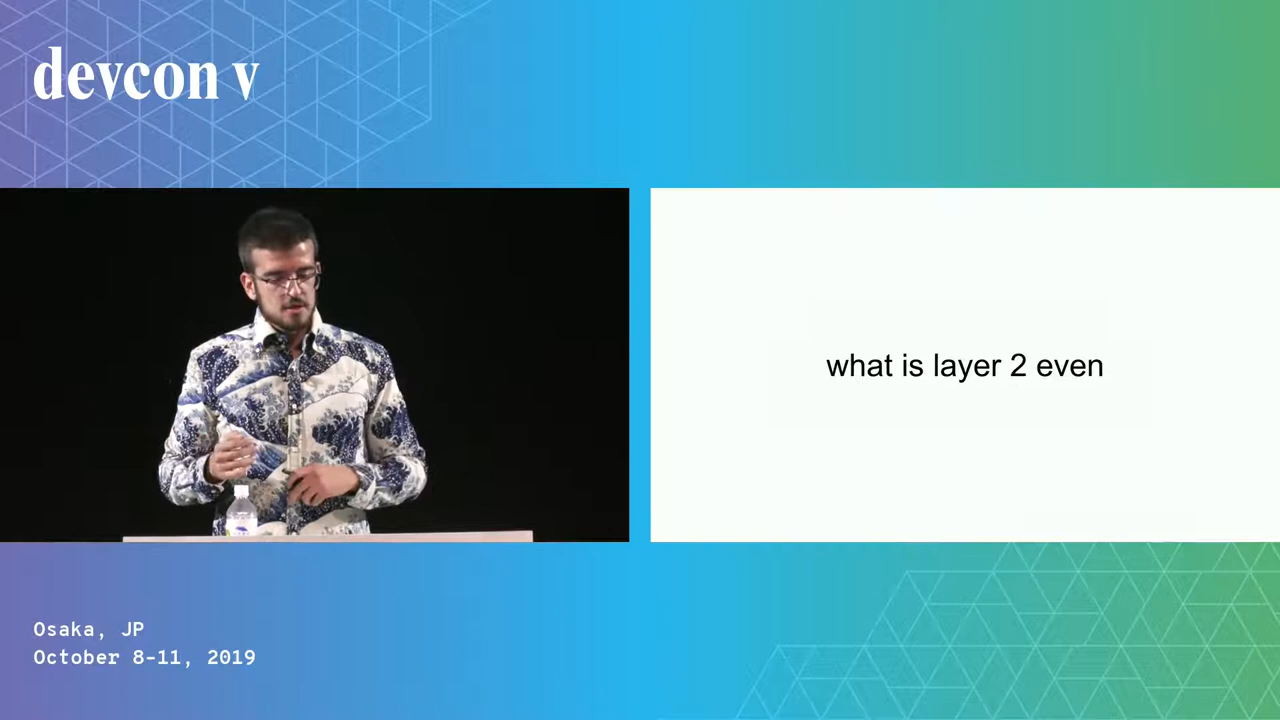 devcon v
what is layer 2 even
Osaka, JP
October 8-11, 2019